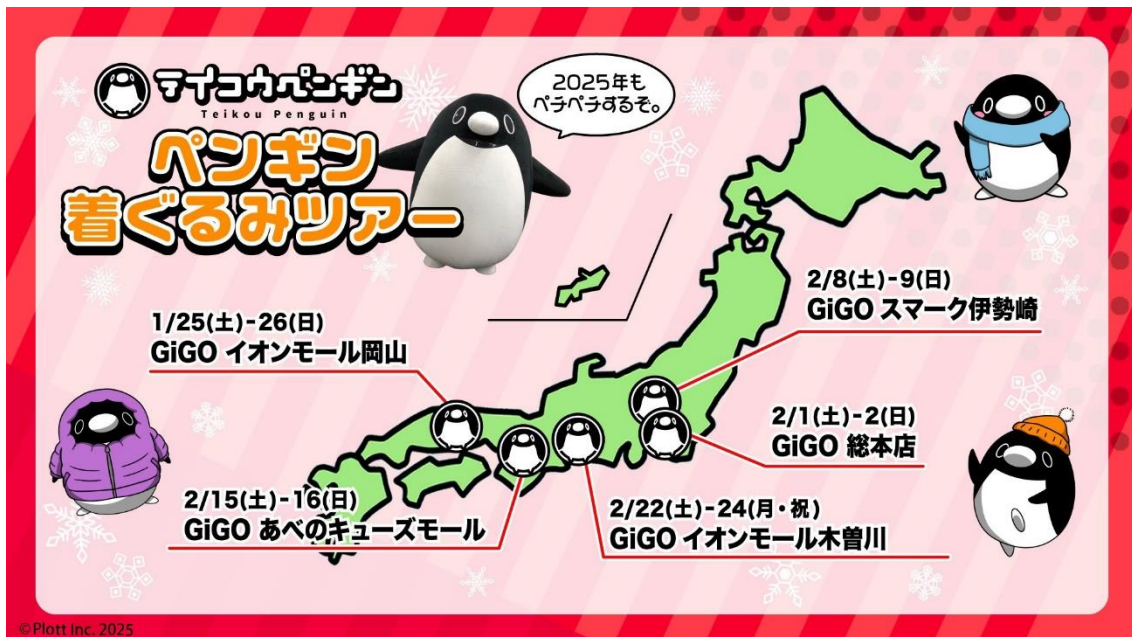 テイコウペンギン
Teikou Penguin
ペンギン
着ぐるみツアー
2025年も
ペチペチするぞ。
1/25(土)-26(日)
GiGO イオンモール岡山
2/8(土)-9(日)
GiGO スマーク伊勢崎
2/1(土)-2(日)
GiGO 総本店
2/15(土)-16(日)
GiGO あべのキューズモール
2/22(土)-24(月・祝)
GiGO イオンモール木曽川
©Plott Inc. 2025